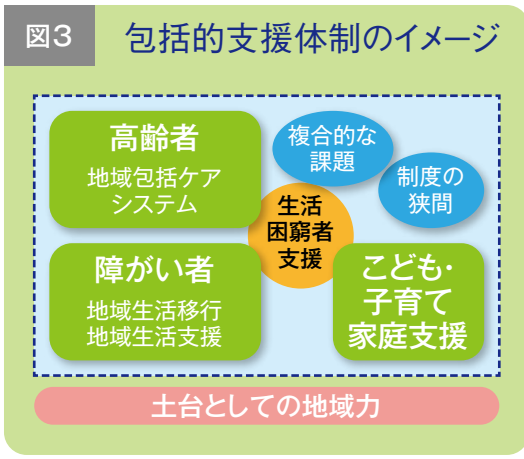 図3
包括的支援体制のイメージ
高齢者
地域包括ケア
システム
複合的な
課題
制度の
狭間
生活
困窮者
支援
障がい者
地域生活移行
地域生活支援
こども・
子育て
家庭支援
土台としての地域力